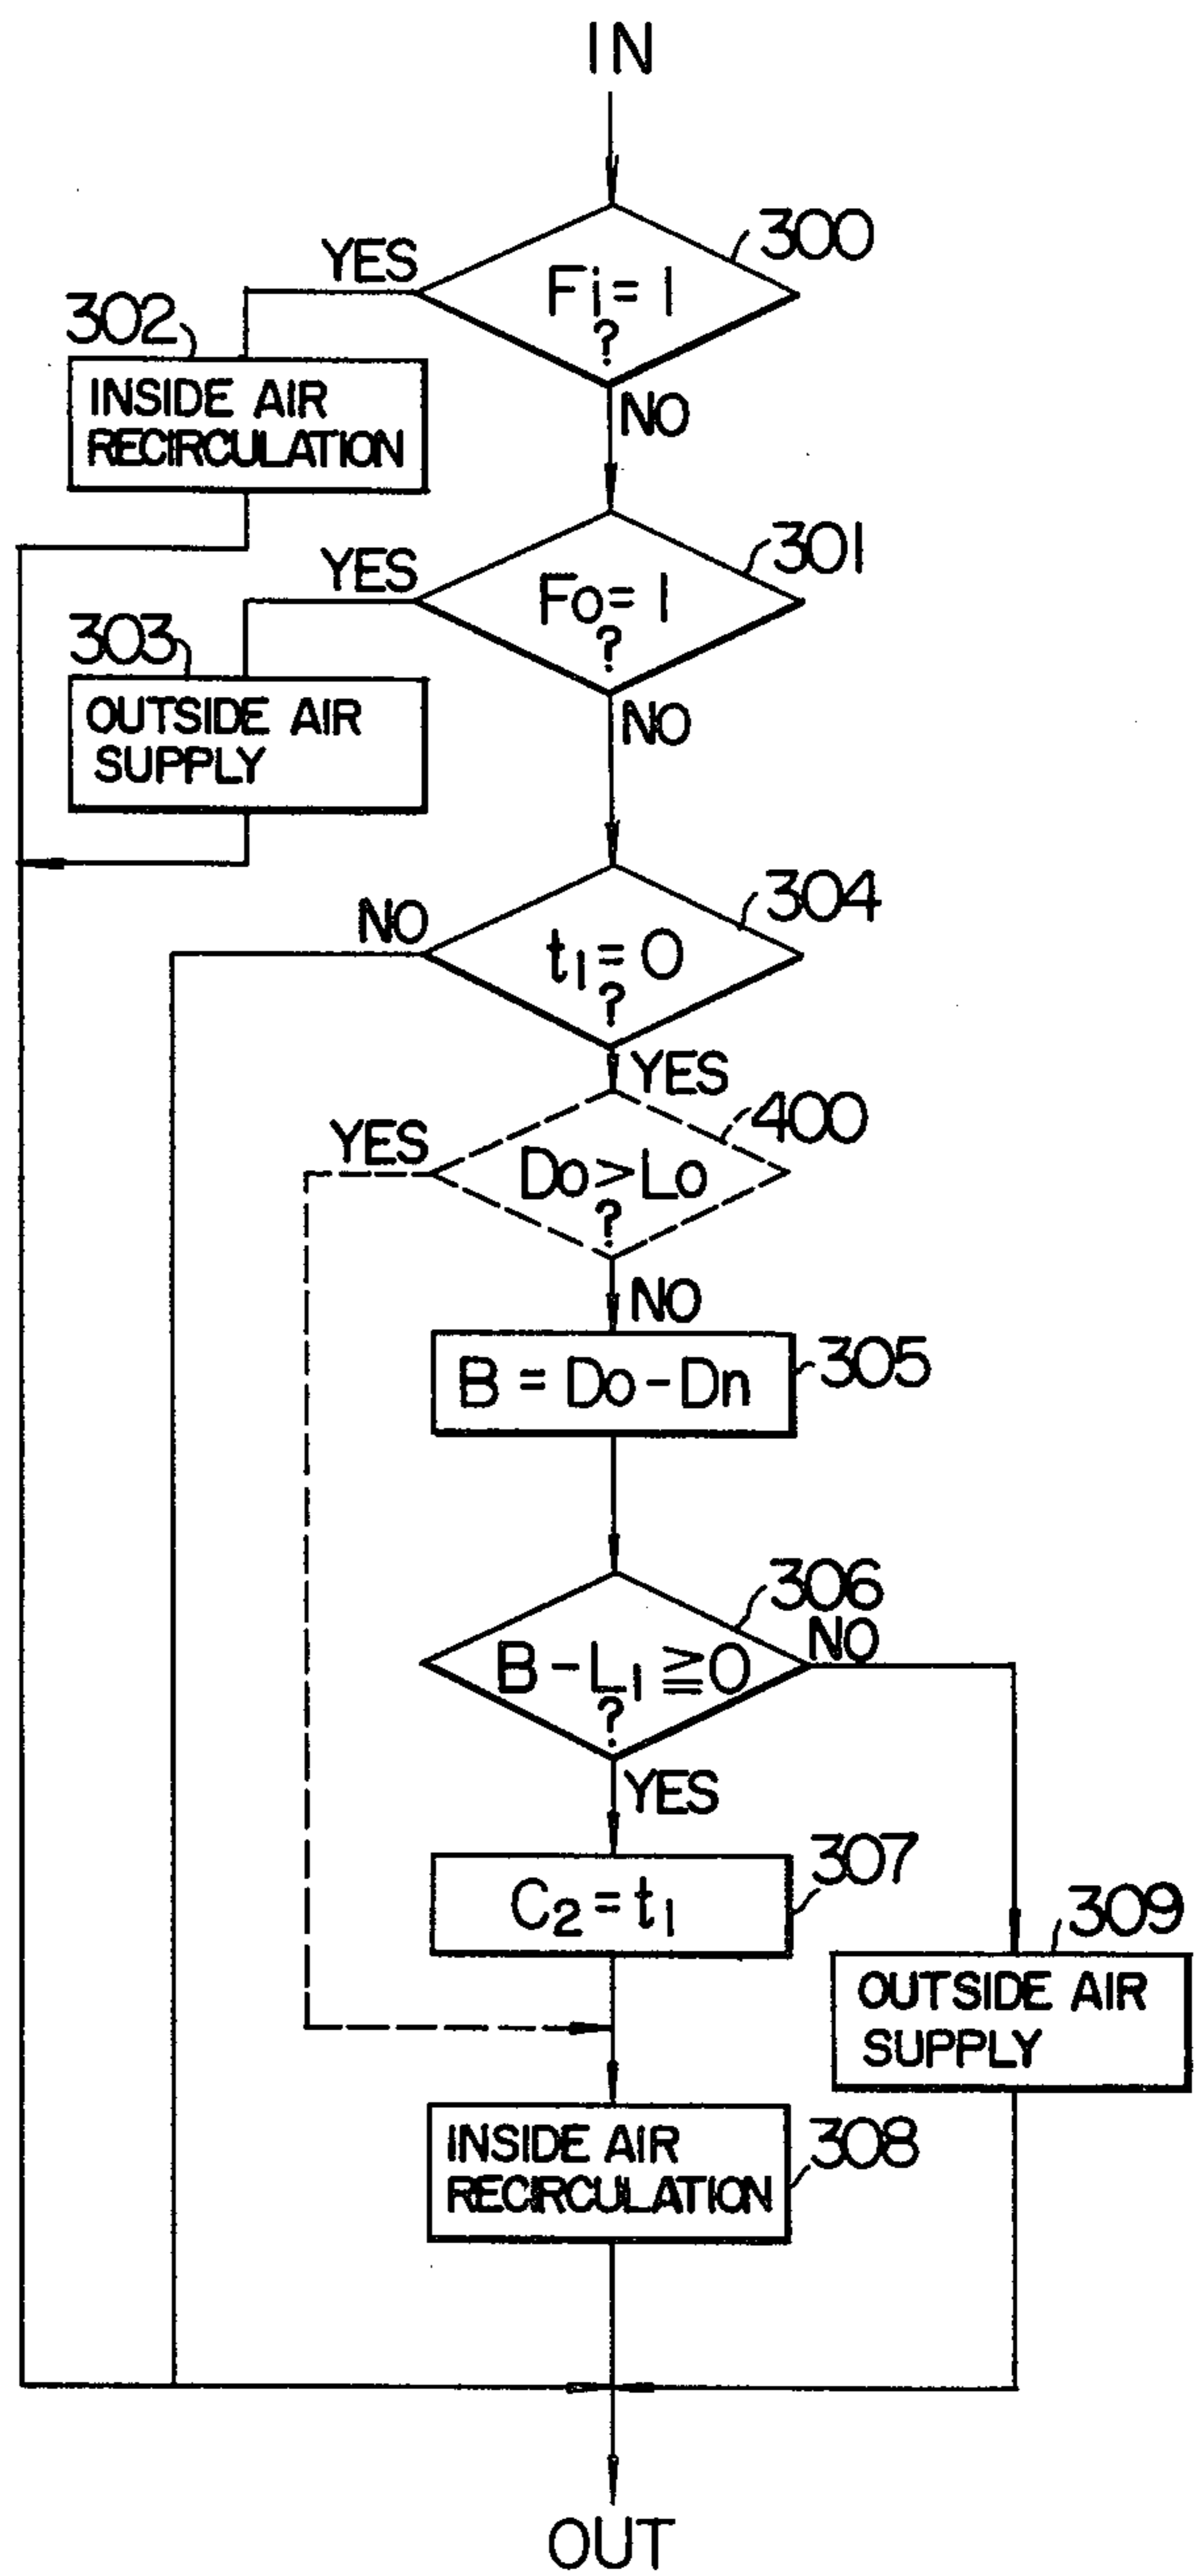 IN
300
YES
Fi = 1
?
302
INSIDE AIR
RECIRCULATION
NO
301
YES
Fo = 1
?
303
OUTSIDE AIR
SUPPLY
NO
304
NO
t1 = 0
?
YES
400
YES
Do > Lo
?
NO
B = Do - Dn
305
306
NO
B - L1 ≧ 0
?
YES
307
C2 = t1
309
OUTSIDE AIR
SUPPLY
INSIDE AIR
RECIRCULATION
308
OUT